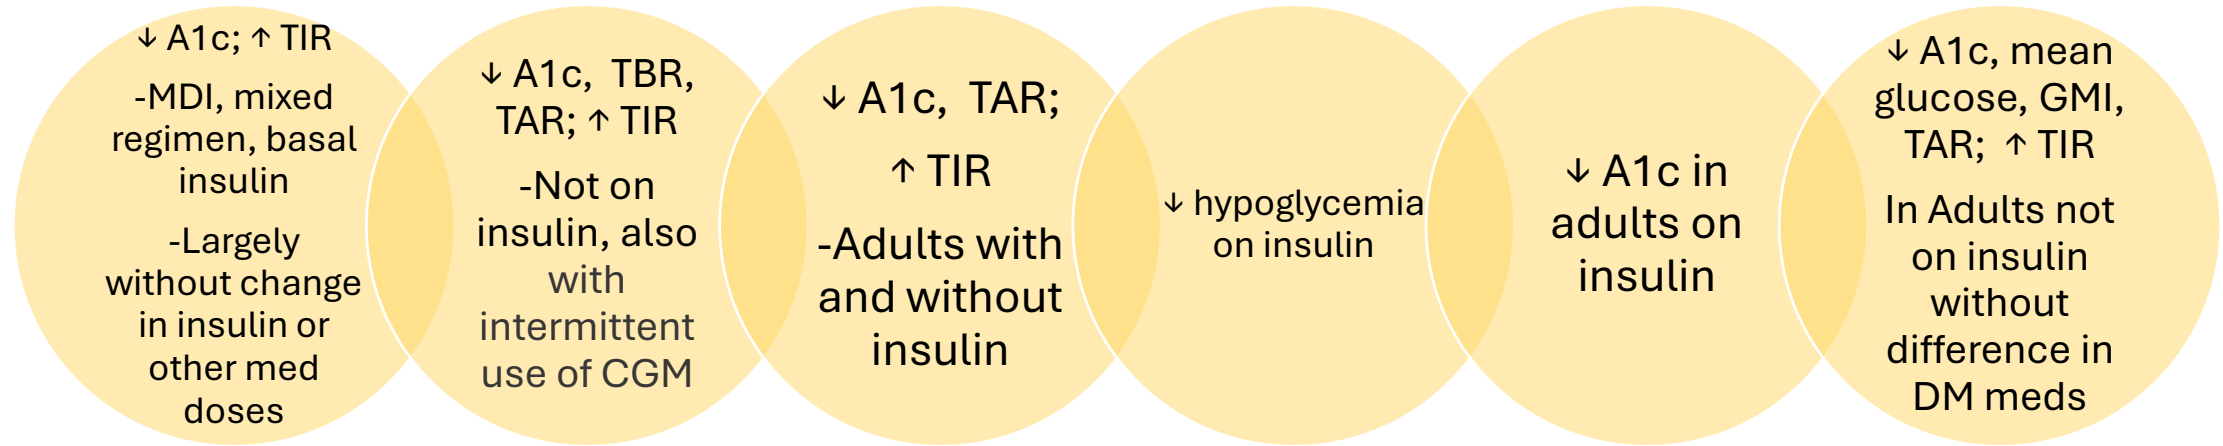 ↓ A1c; ↑ TIR
-MDI, mixed
regimen, basal
insulin
-Largely
without change
in insulin or
other med
doses
↓ A1c, TBR,
TAR; ↑ TIR
-Not on
insulin, also
with
intermittent
use of CGM
↓ A1c, TAR;
↑ TIR
-Adults with
and without
insulin
↓ hypoglycemia
on insulin
↓ A1c in
adults on
insulin
↓ A1c, mean
glucose, GMI,
TAR; ↑ TIR
In Adults not
on insulin
without
difference in
DM meds